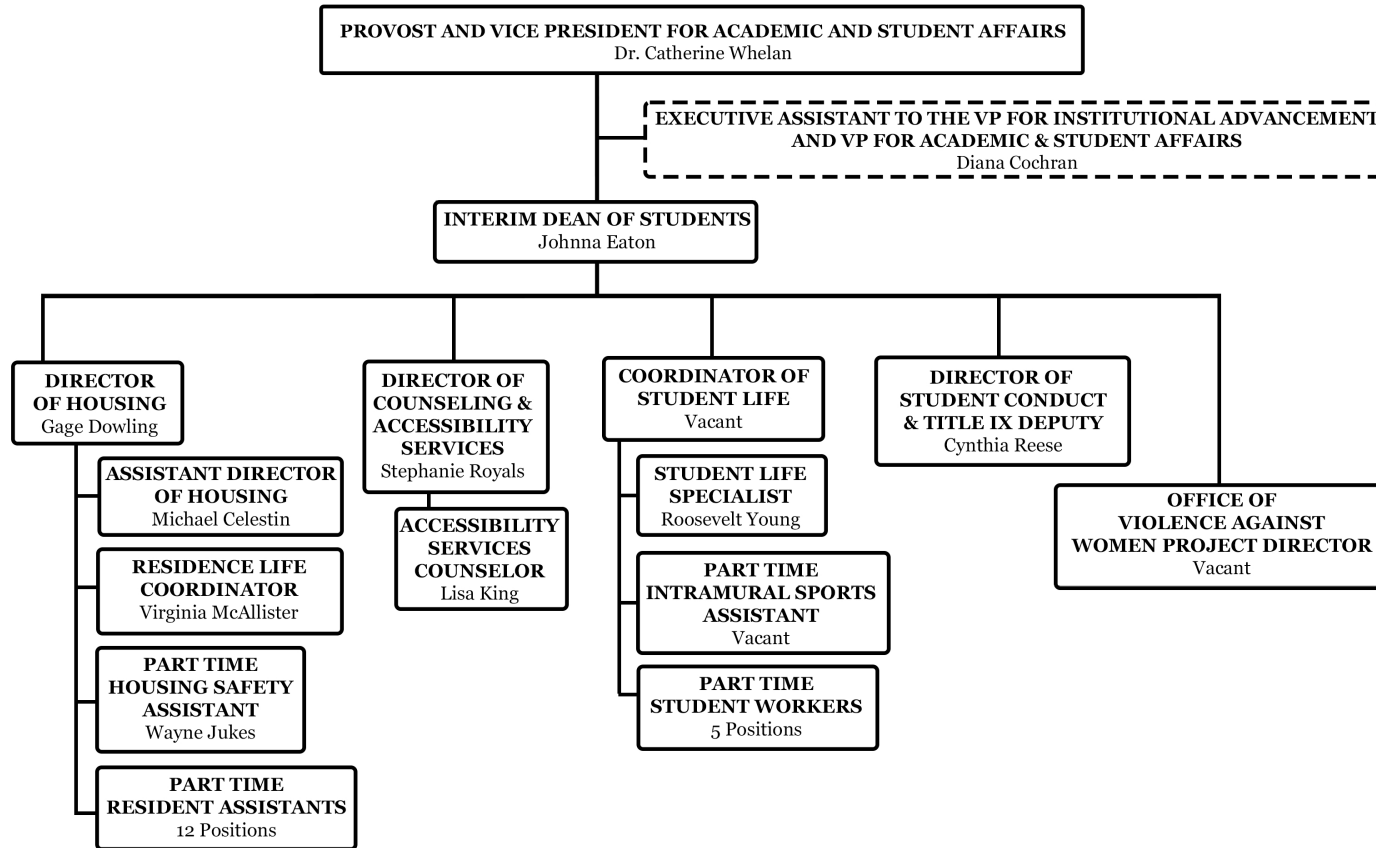 PROVOST AND VICE PRESIDENT FOR ACADEMIC AND STUDENT AFFAIRS
Dr. Catherine Whelan
EXECUTIVE ASSISTANT TO THE VP FOR INSTITUTIONAL ADVANCEMENT
AND VP FOR ACADEMIC & STUDENT AFFAIRS
Diana Cochran
INTERIM DEAN OF STUDENTS
Johnna Eaton
DIRECTOR
OF HOUSING
Gage Dowling
ASSISTANT DIRECTOR
OF HOUSING
Michael Celestin
RESIDENCE LIFE
COORDINATOR
Virginia McAllister
PART TIME
HOUSING SAFETY
ASSISTANT
Wayne Jukes
PART TIME
RESIDENT ASSISTANTS
12 Positions
DIRECTOR OF
COUNSELING &
ACCESSIBILITY
SERVICES
Stephanie Royals
ACCESSIBILITY
SERVICES
COUNSELOR
Lisa King
COORDINATOR OF
STUDENT LIFE
Vacant
STUDENT LIFE
SPECIALIST
Roosevelt Young
PART TIME
INTRAMURAL SPORTS
ASSISTANT
Vacant
PART TIME
STUDENT WORKERS
5 Positions
DIRECTOR OF
STUDENT CONDUCT
& TITLE IX DEPUTY
Cynthia Reese
OFFICE OF
VIOLENCE AGAINST
WOMEN PROJECT DIRECTOR
Vacant